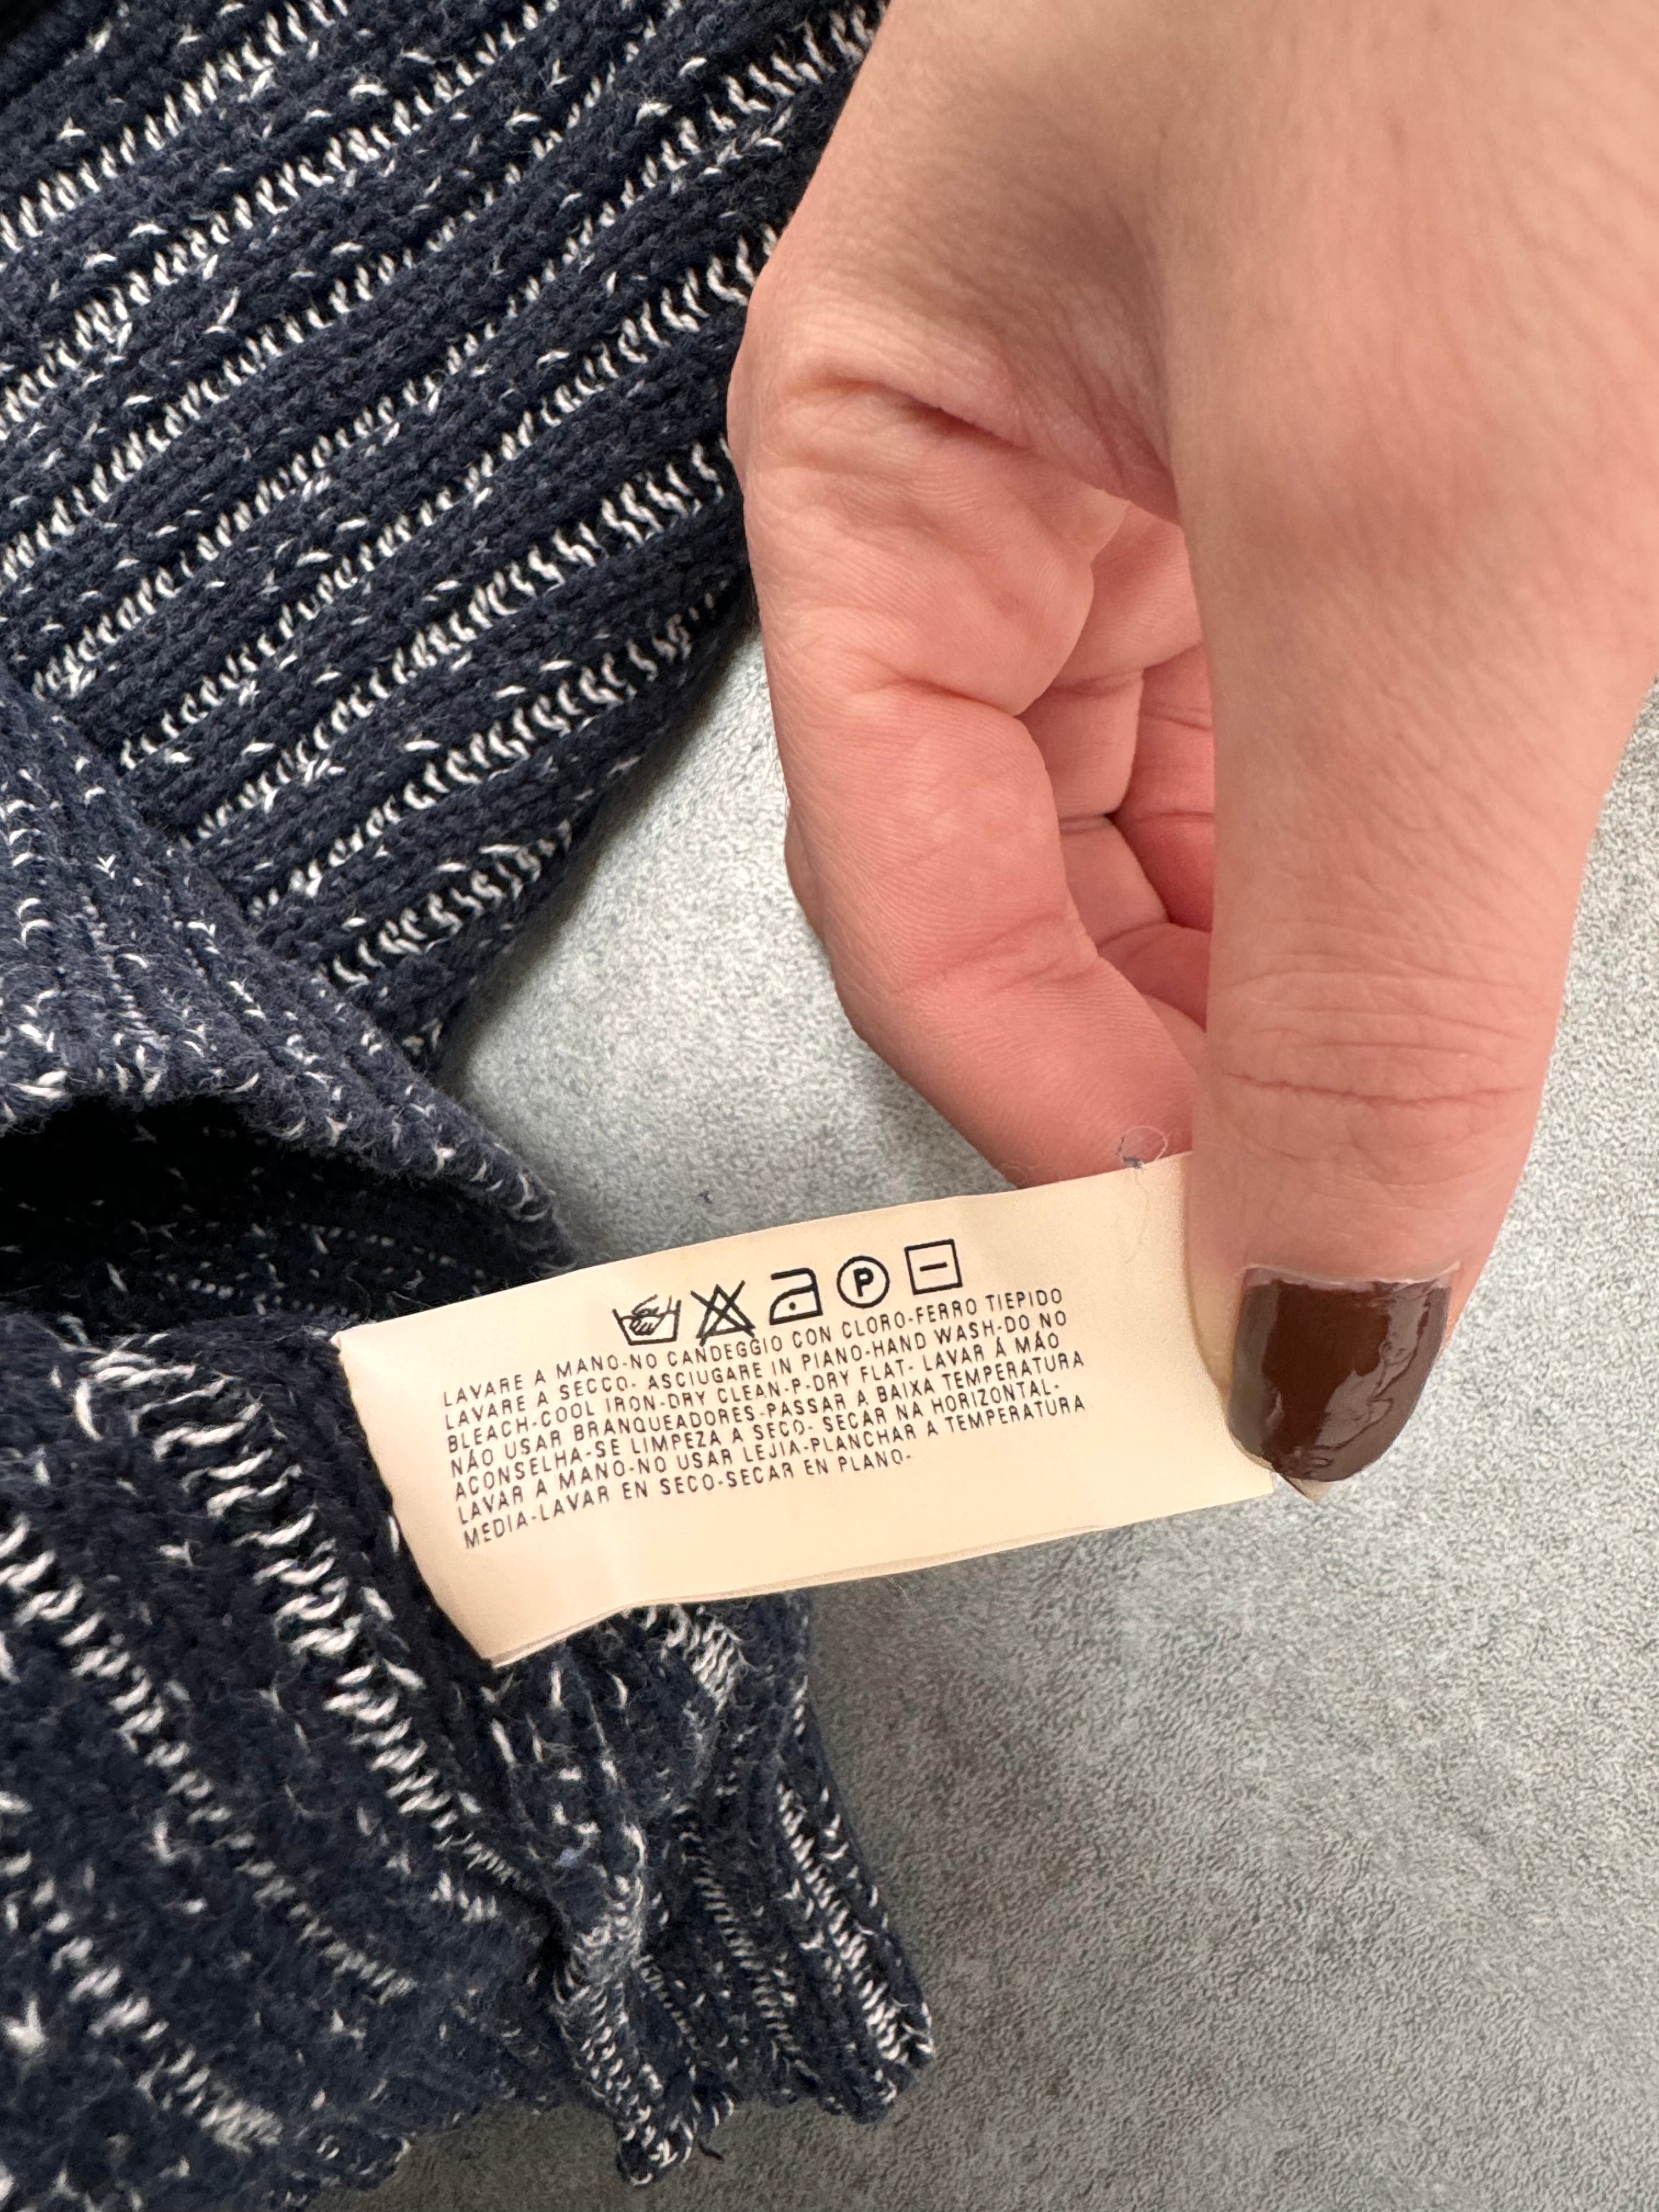 P
LAVARE A MANO-NO CANDEGGIO CON CLORO-FERRO TIEPIDO
LAVARE A SECCO- ASCIUGARE IN PIANO-HAND WASH-DO NO
BLEACH-COOL IRON-DRY CLEAN-P-DRY FLAT- LAVAR Á MÁO
NÃO USAR BRANQUEADORES-PASSAR A BAIXA TEMPERATURA
ACONSELHA-SE LIMPEZA A SECO- SECAR NA HORIZONTAL-
LAVAR A MANO-NO USAR LEJIA-PLANCHAR A TEMPERATURA
MEDIA-LAVAR EN SECO-SECAR EN PLANO-